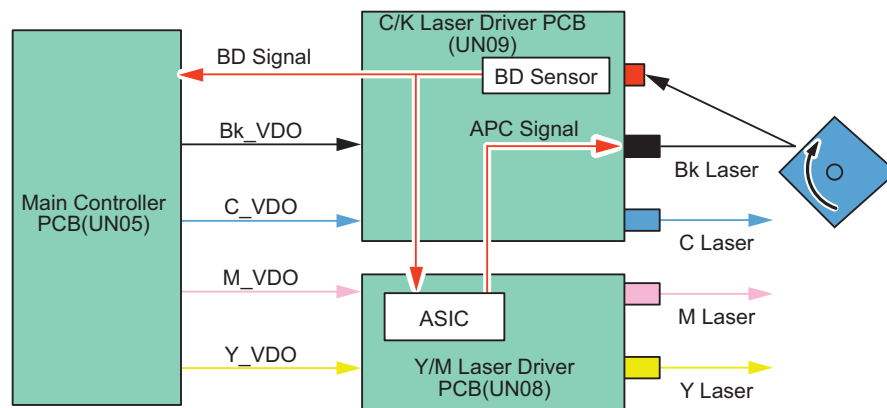 C/K Laser Driver PCB
(UN09)
BD Signal
BD Sensor
Bk_VDO
APC Signal
Bk Laser
Main Controller
PCB(UN05)
C_VDO
C Laser
M_VDO
ASIC
M Laser
Y_VDO
Y/M Laser Driver
PCB(UN08)
Y Laser